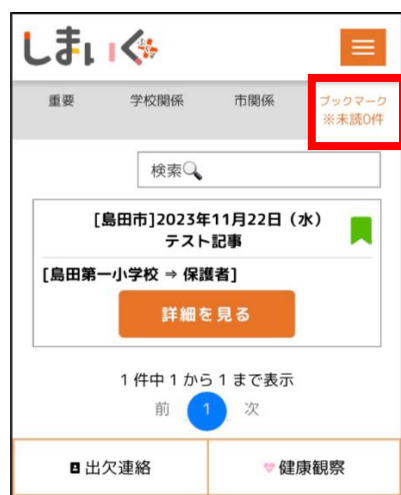 しまいく
重要 学校関係 市関係 ブックマーク
※未読0件
検索
[島田市]2023年11月22日（水）
テスト記事
[島田第一小学校 ⇒ 保護者]
詳細を見る
1 件中 1 から 1 まで表示
前 1 次
出欠連絡 健康観察